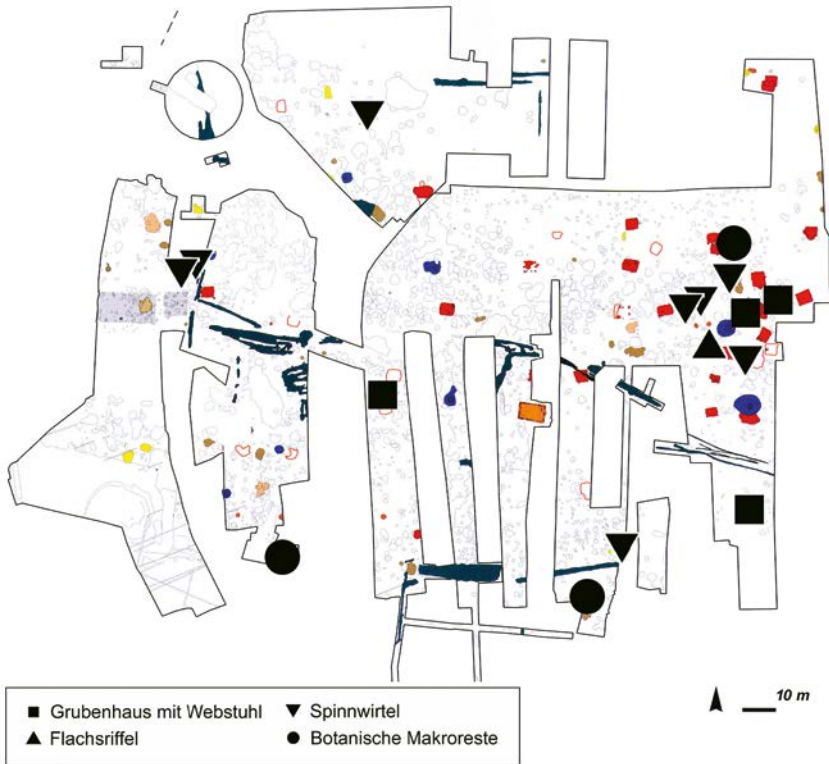 10 m
Grubenhaus mit Webstuhl
Spinnwirtel
Flachsriffel
Botanische Makroreste